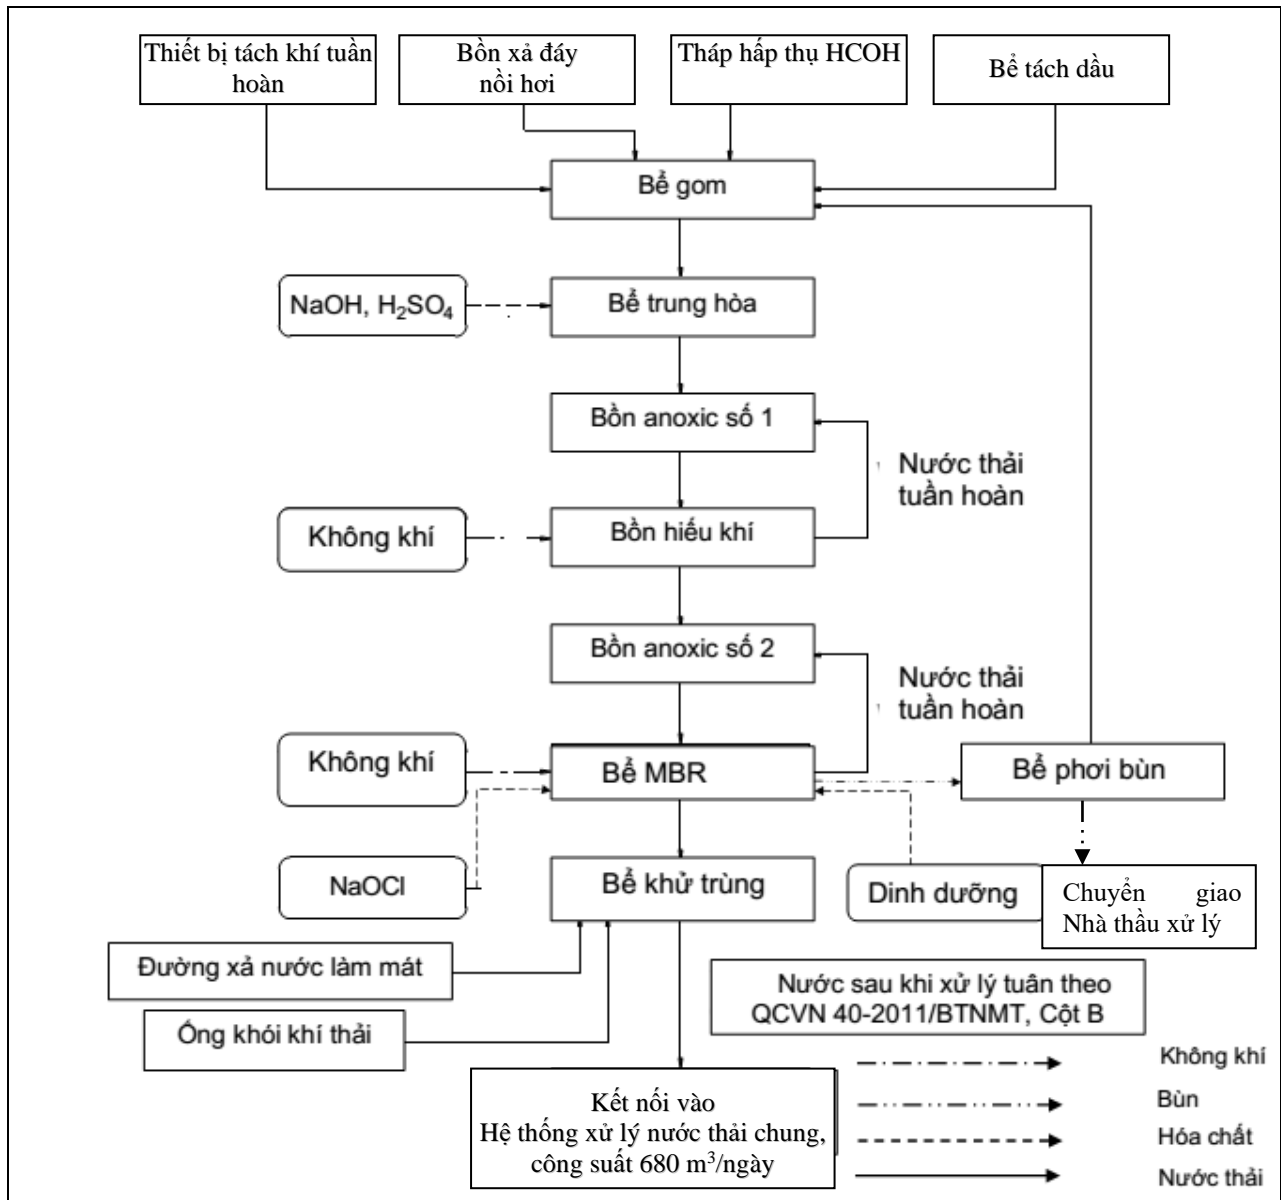 Thiết bị tách khí tuần
hoàn
Bồn xả đáy
nồi hơi
Tháp hấp thụ HCOH
Bể tách dầu
Bể gom
NaOH, H₂SO₄
Bể trung hòa
Bồn anoxic số 1
Nước thải
tuần hoàn
Không khí
Bồn hiếu khí
Bồn anoxic số 2
Nước thải
tuần hoàn
Không khí
Bể MBR
Bể phơi bùn
NaOCl
Bể khử trùng
Dinh dưỡng
Chuyển giao
Nhà thầu xử lý
Đường xả nước làm mát
Nước sau khi xử lý tuân theo
QCVN 40-2011/BTNMT, Cột B
Ống khói khí thải
Kết nối vào
Hệ thống xử lý nước thải chung,
công suất 680 m³/ngày
Không khí
Bùn
Hóa chất
Nước thải